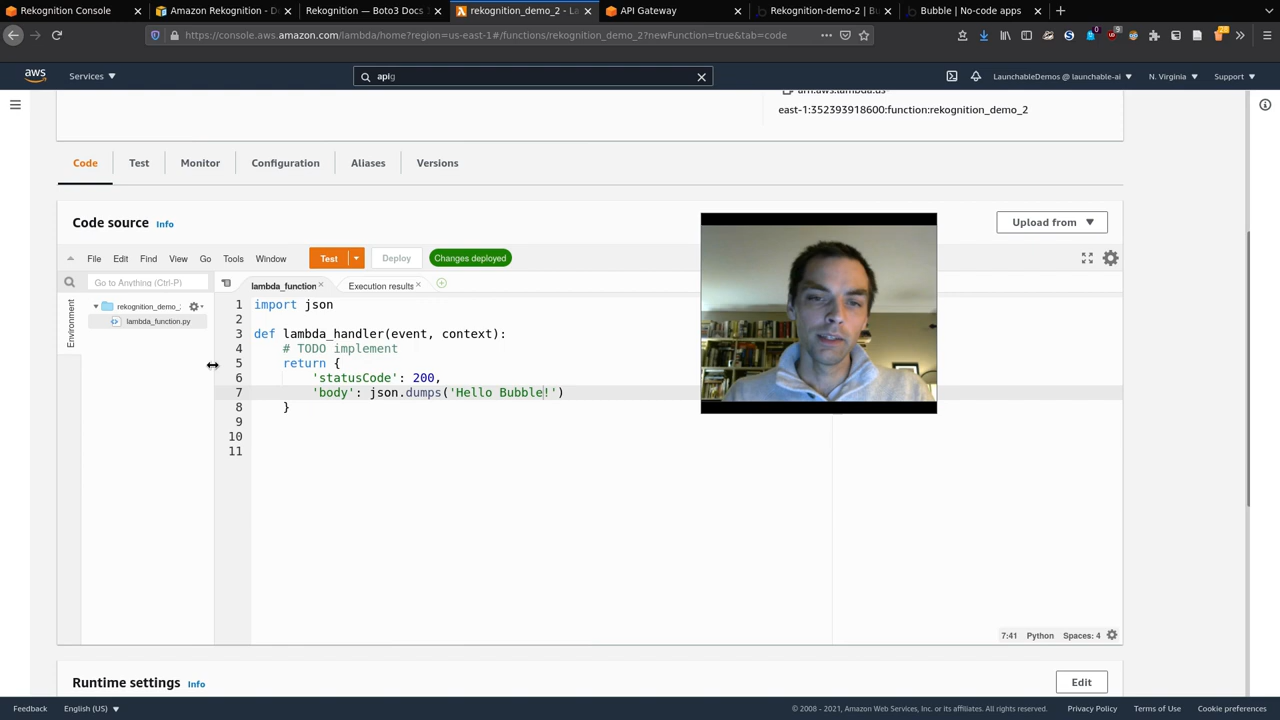 Rekognition Console
Amazon Rekognition - D
Rekognition — Boto3 Docs
rekognition_demo_2 - La
API Gateway
Rekognition-demo-2 | B
Bubble | No-code apps
https://console.aws.amazon.com/lambda/home?region=us-east-1#/functions/rekognition_demo_2?newFunction=true&tab=code
aws
Services
apig
LaunchableDemos @ launchable-ai
N. Virginia
Support
arn:aws:lambda:us-
east-1:352393918600:function:rekognition_demo_2
Code
Test
Monitor
Configuration
Aliases
Versions
Code source
Info
Upload from
File
Edit
Find
View
Go
Tools
Window
Test
Deploy
Changes deployed
Go to Anything (Ctrl-P)
lambda_function
Execution results
Environment
rekognition_demo_
lambda_function.py
1 import json
2
3 def lambda_handler(event, context):
4 # TODO implement
5 return {
6 'statusCode': 200,
7 'body': json.dumps('Hello Bubble!')
8 }
9
10
11
7:41
Python
Spaces: 4
Runtime settings
Info
Edit
Feedback
English (US)
© 2008 - 2021, Amazon Web Services, Inc. or its affiliates. All rights reserved.
Privacy Policy
Terms of Use
Cookie preferences